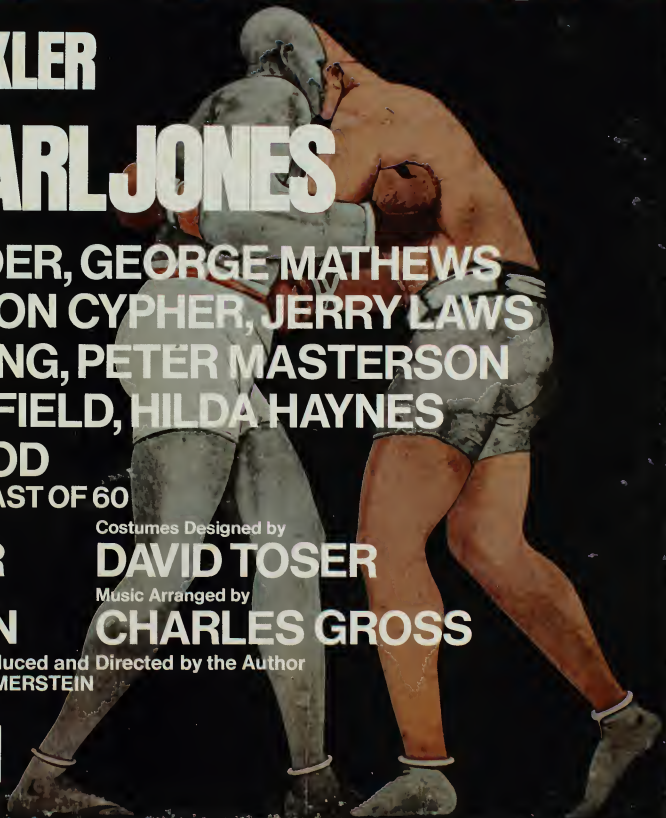 KLER
ARL JONES
DER, GEORGE MATHEWS
ON CYPHER, JERRY LAWS
NG, PETER MASTERSON
FIELD, HILDA HAYNES
OD
AST OF 60
Costumes Designed by
R DAVID TOSER
Music Arranged by
N CHARLES GROSS
duced and Directed by the Author
MERSTEIN